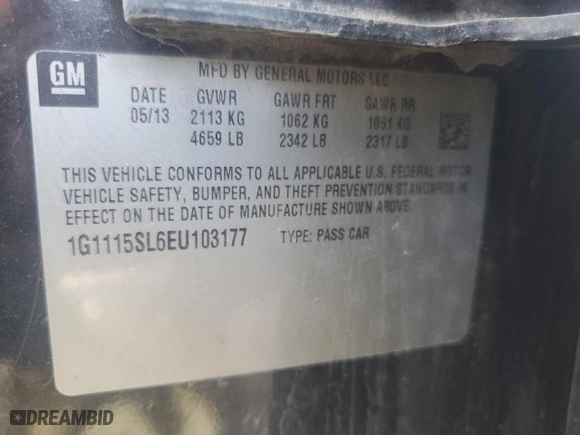 GM
MFD BY GENERAL MOTORS LLC
DATE GVWR GAWR FRT GAWR RR
05/13 2113 KG 1062 KG 1051 KG
4659 LB 2342 LB 2317 LB
THIS VEHICLE CONFORMS TO ALL APPLICABLE U.S. FEDERAL MOTOR
VEHICLE SAFETY, BUMPER, AND THEFT PREVENTION STANDARDS IN
EFFECT ON THE DATE OF MANUFACTURE SHOWN ABOVE.
1G1115SL6EU103177 TYPE: PASS CAR
DREAMBID